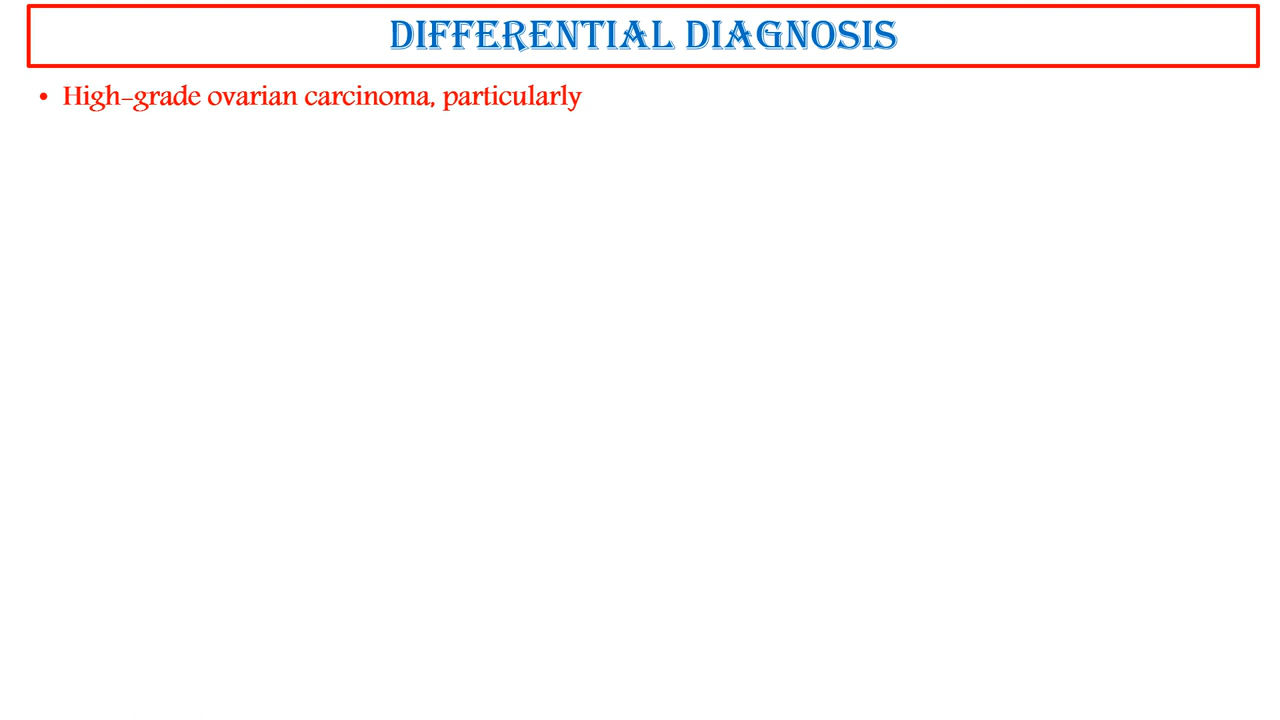 DIFFERENTIAL DIAGNOSIS
• High-grade ovarian carcinoma, particularly